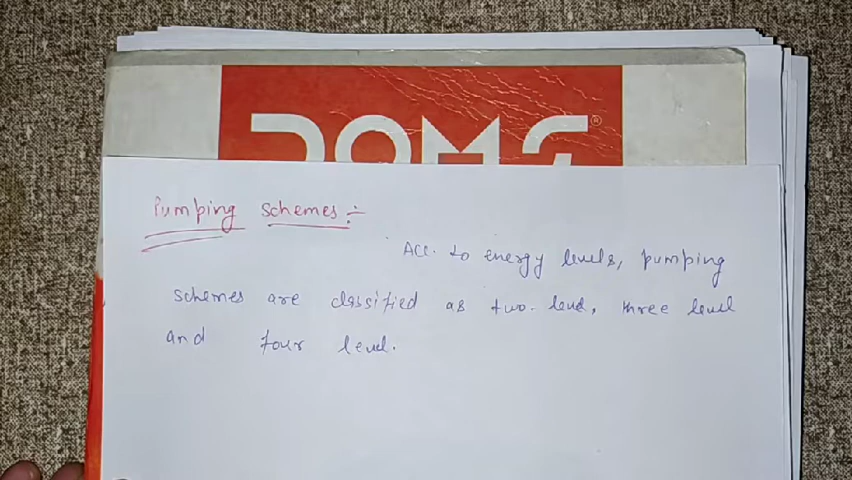 DOMS®
Pumping Schemes :-
Acc. to energy levels, pumping
schemes are classified as two-level, three level
and four level.